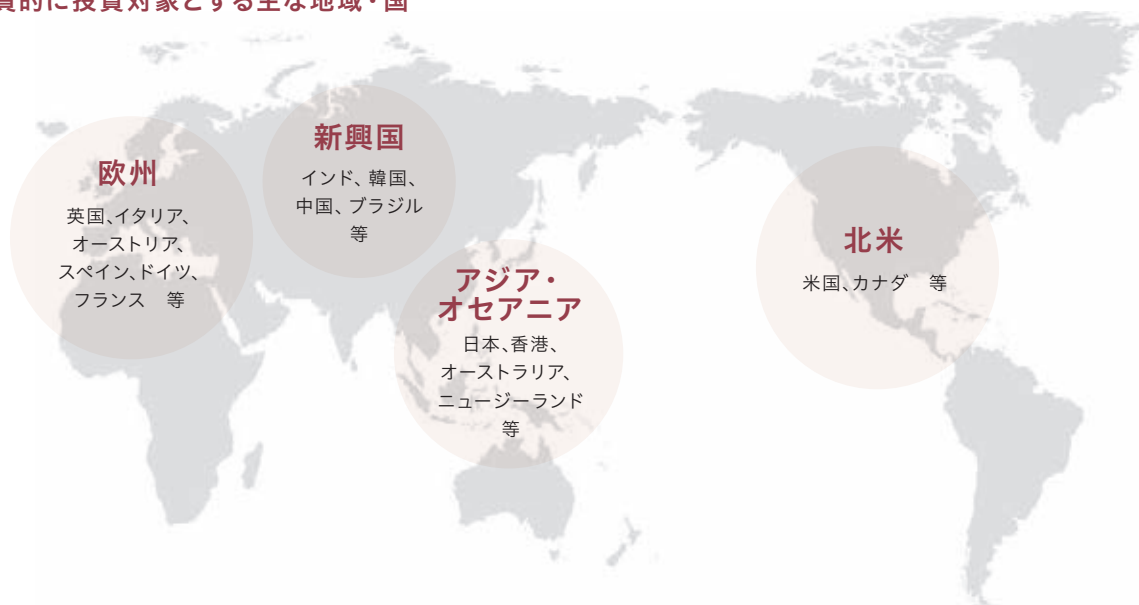 質的に投資対象とする主な地域・国
欧州
英国、イタリア、
オーストリア、
スペイン、ドイツ、
フランス　等
新興国
インド、韓国、
中国、ブラジル
等
アジア・
オセアニア
日本、香港、
オーストラリア、
ニュージーランド
等
北米
米国、カナダ　等